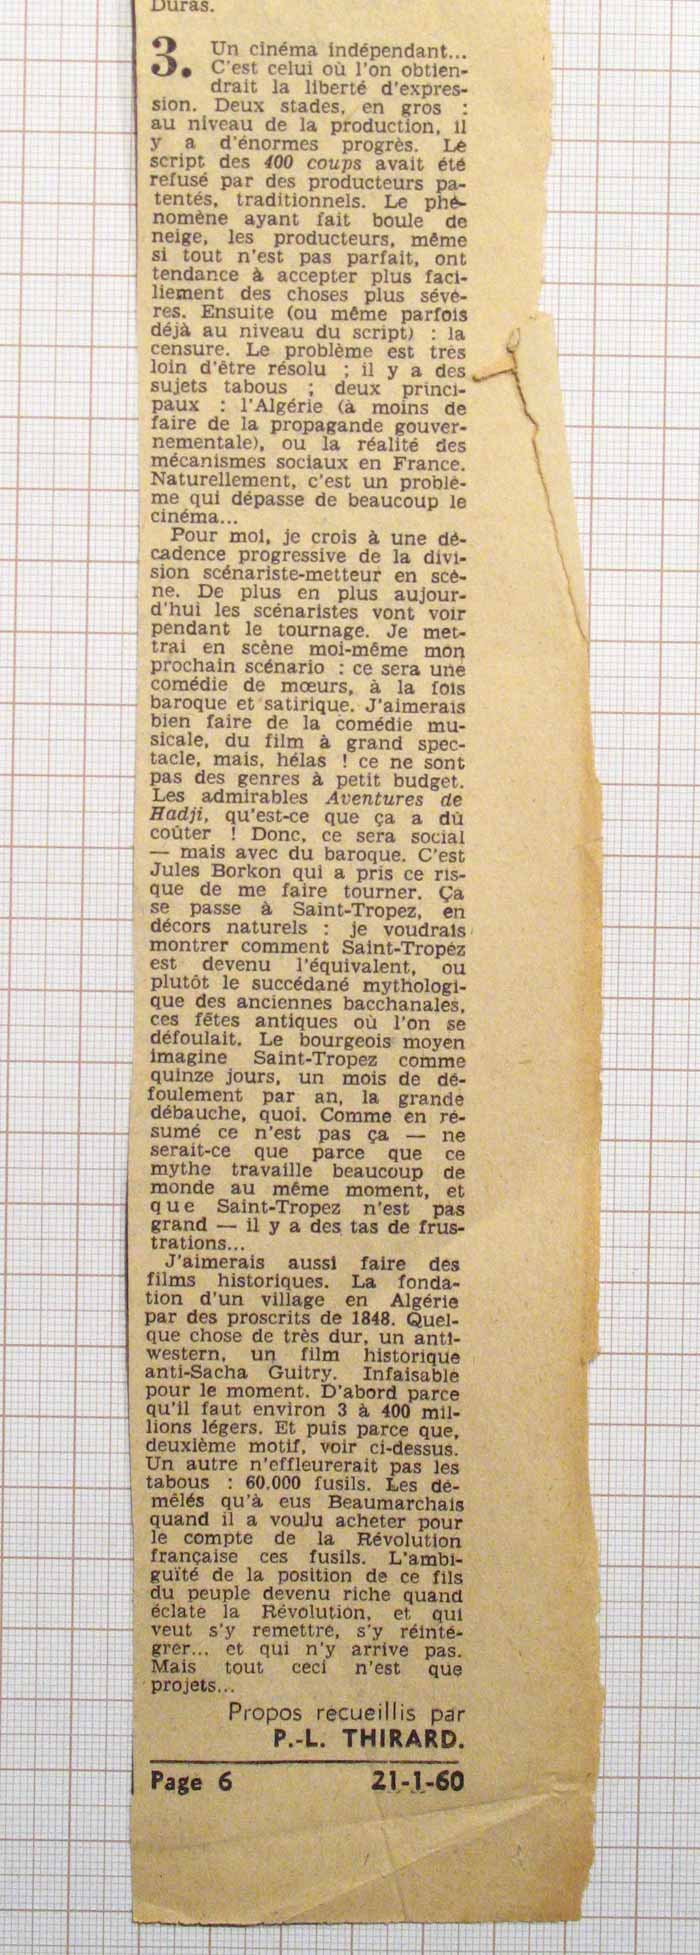 Duras.
3. Un cinéma indépendant...
C'est celui où l'on obtien-
drait la liberté d'expres-
sion. Deux stades, en gros :
au niveau de la production, il
y a d'énormes progrès. Le
script des 400 coups avait été
refusé par des producteurs pa-
tentés, traditionnels. Le phé-
nomène ayant fait boule de
neige, les producteurs, même
si tout n'est pas parfait, ont
tendance à accepter plus faci-
liement des choses plus sévè-
res. Ensuite (ou même parfois
déjà au niveau du script) : la
censure. Le problème est très
loin d'être résolu ; il y a des
sujets tabous ; deux princi-
paux : l'Algérie (à moins de
faire de la propagande gouver-
nementale), ou la réalité des
mécanismes sociaux en France.
Naturellement, c'est un problè-
me qui dépasse de beaucoup le
cinéma...
Pour moi, je crois à une dé-
cadence progressive de la divi-
sion scénariste-metteur en scè-
ne. De plus en plus aujour-
d'hui les scénaristes vont voir
pendant le tournage. Je met-
trai en scène moi-même mon
prochain scénario : ce sera une
comédie de mœurs, à la fois
baroque et satirique. J'aimerais
bien faire de la comédie mu-
sicale, du film à grand spec-
tacle, mais, hélas ! ce ne sont
pas des genres à petit budget.
Les admirables Aventures de
Hadji, qu'est-ce que ça a dû
coûter ! Donc, ce sera social
— mais avec du baroque. C'est
Jules Borkon qui a pris ce ris-
que de me faire tourner. Ça
se passe à Saint-Tropez, en
décors naturels : je voudrais
montrer comment Saint-Tropez
est devenu l'équivalent, ou
plutôt le succédané mythologi-
que des anciennes bacchanales,
ces fêtes antiques où l'on se
défoulait. Le bourgeois moyen
imagine Saint-Tropez comme
quinze jours, un mois de dé-
foulement par an, la grande
débauche, quoi. Comme en ré-
sumé ce n'est pas ça — ne
serait-ce que parce que ce
mythe travaille beaucoup de
monde au même moment, et
que Saint-Tropez n'est pas
grand — il y a des tas de frus-
trations...
J'aimerais aussi faire des
films historiques. La fonda-
tion d'un village en Algérie
par des proscrits de 1848. Quel-
que chose de très dur, un anti-
western, un film historique
anti-Sacha Guitry. Infaisable
pour le moment. D'abord parce
qu'il faut environ 3 à 400 mil-
lions légers. Et puis parce que,
deuxième motif, voir ci-dessus.
Un autre n'effleurerait pas les
tabous : 60.000 fusils. Les dé-
mêlés qu'à eus Beaumarchais
quand il a voulu acheter pour
le compte de la Révolution
française ces fusils. L'ambi-
guïté de la position de ce fils
du peuple devenu riche quand
éclate la Révolution, et qui
veut s'y remettre, s'y réinté-
grer... et qui n'y arrive pas.
Mais tout ceci n'est que
projets...
Propos recueillis par
P.-L. THIRARD.
Page 6 21-1-60